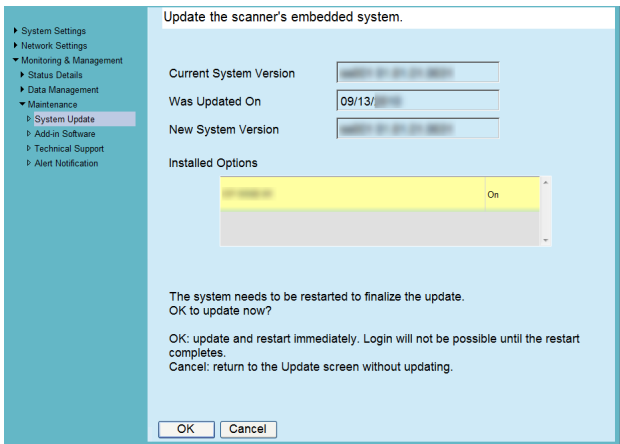 Update the scanner's embedded system.
System Settings
Network Settings
Monitoring & Management
Status Details
Data Management
Maintenance
System Update
Add-in Software
Technical Support
Alert Notification
Current System Version
Was Updated On
09/13/
New System Version
Installed Options
On
The system needs to be restarted to finalize the update.
OK to update now?
OK: update and restart immediately. Login will not be possible until the restart
completes.
Cancel: return to the Update screen without updating.
OK
Cancel